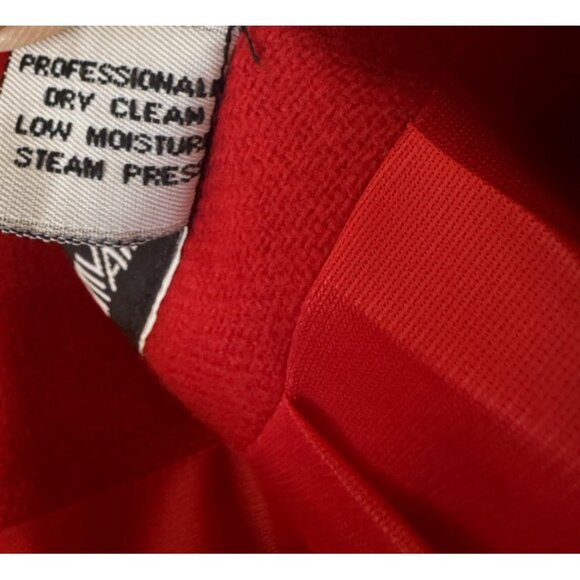 PROFESSIONAL
DRY CLEAN
LOW MOISTUR
STEAM PRES